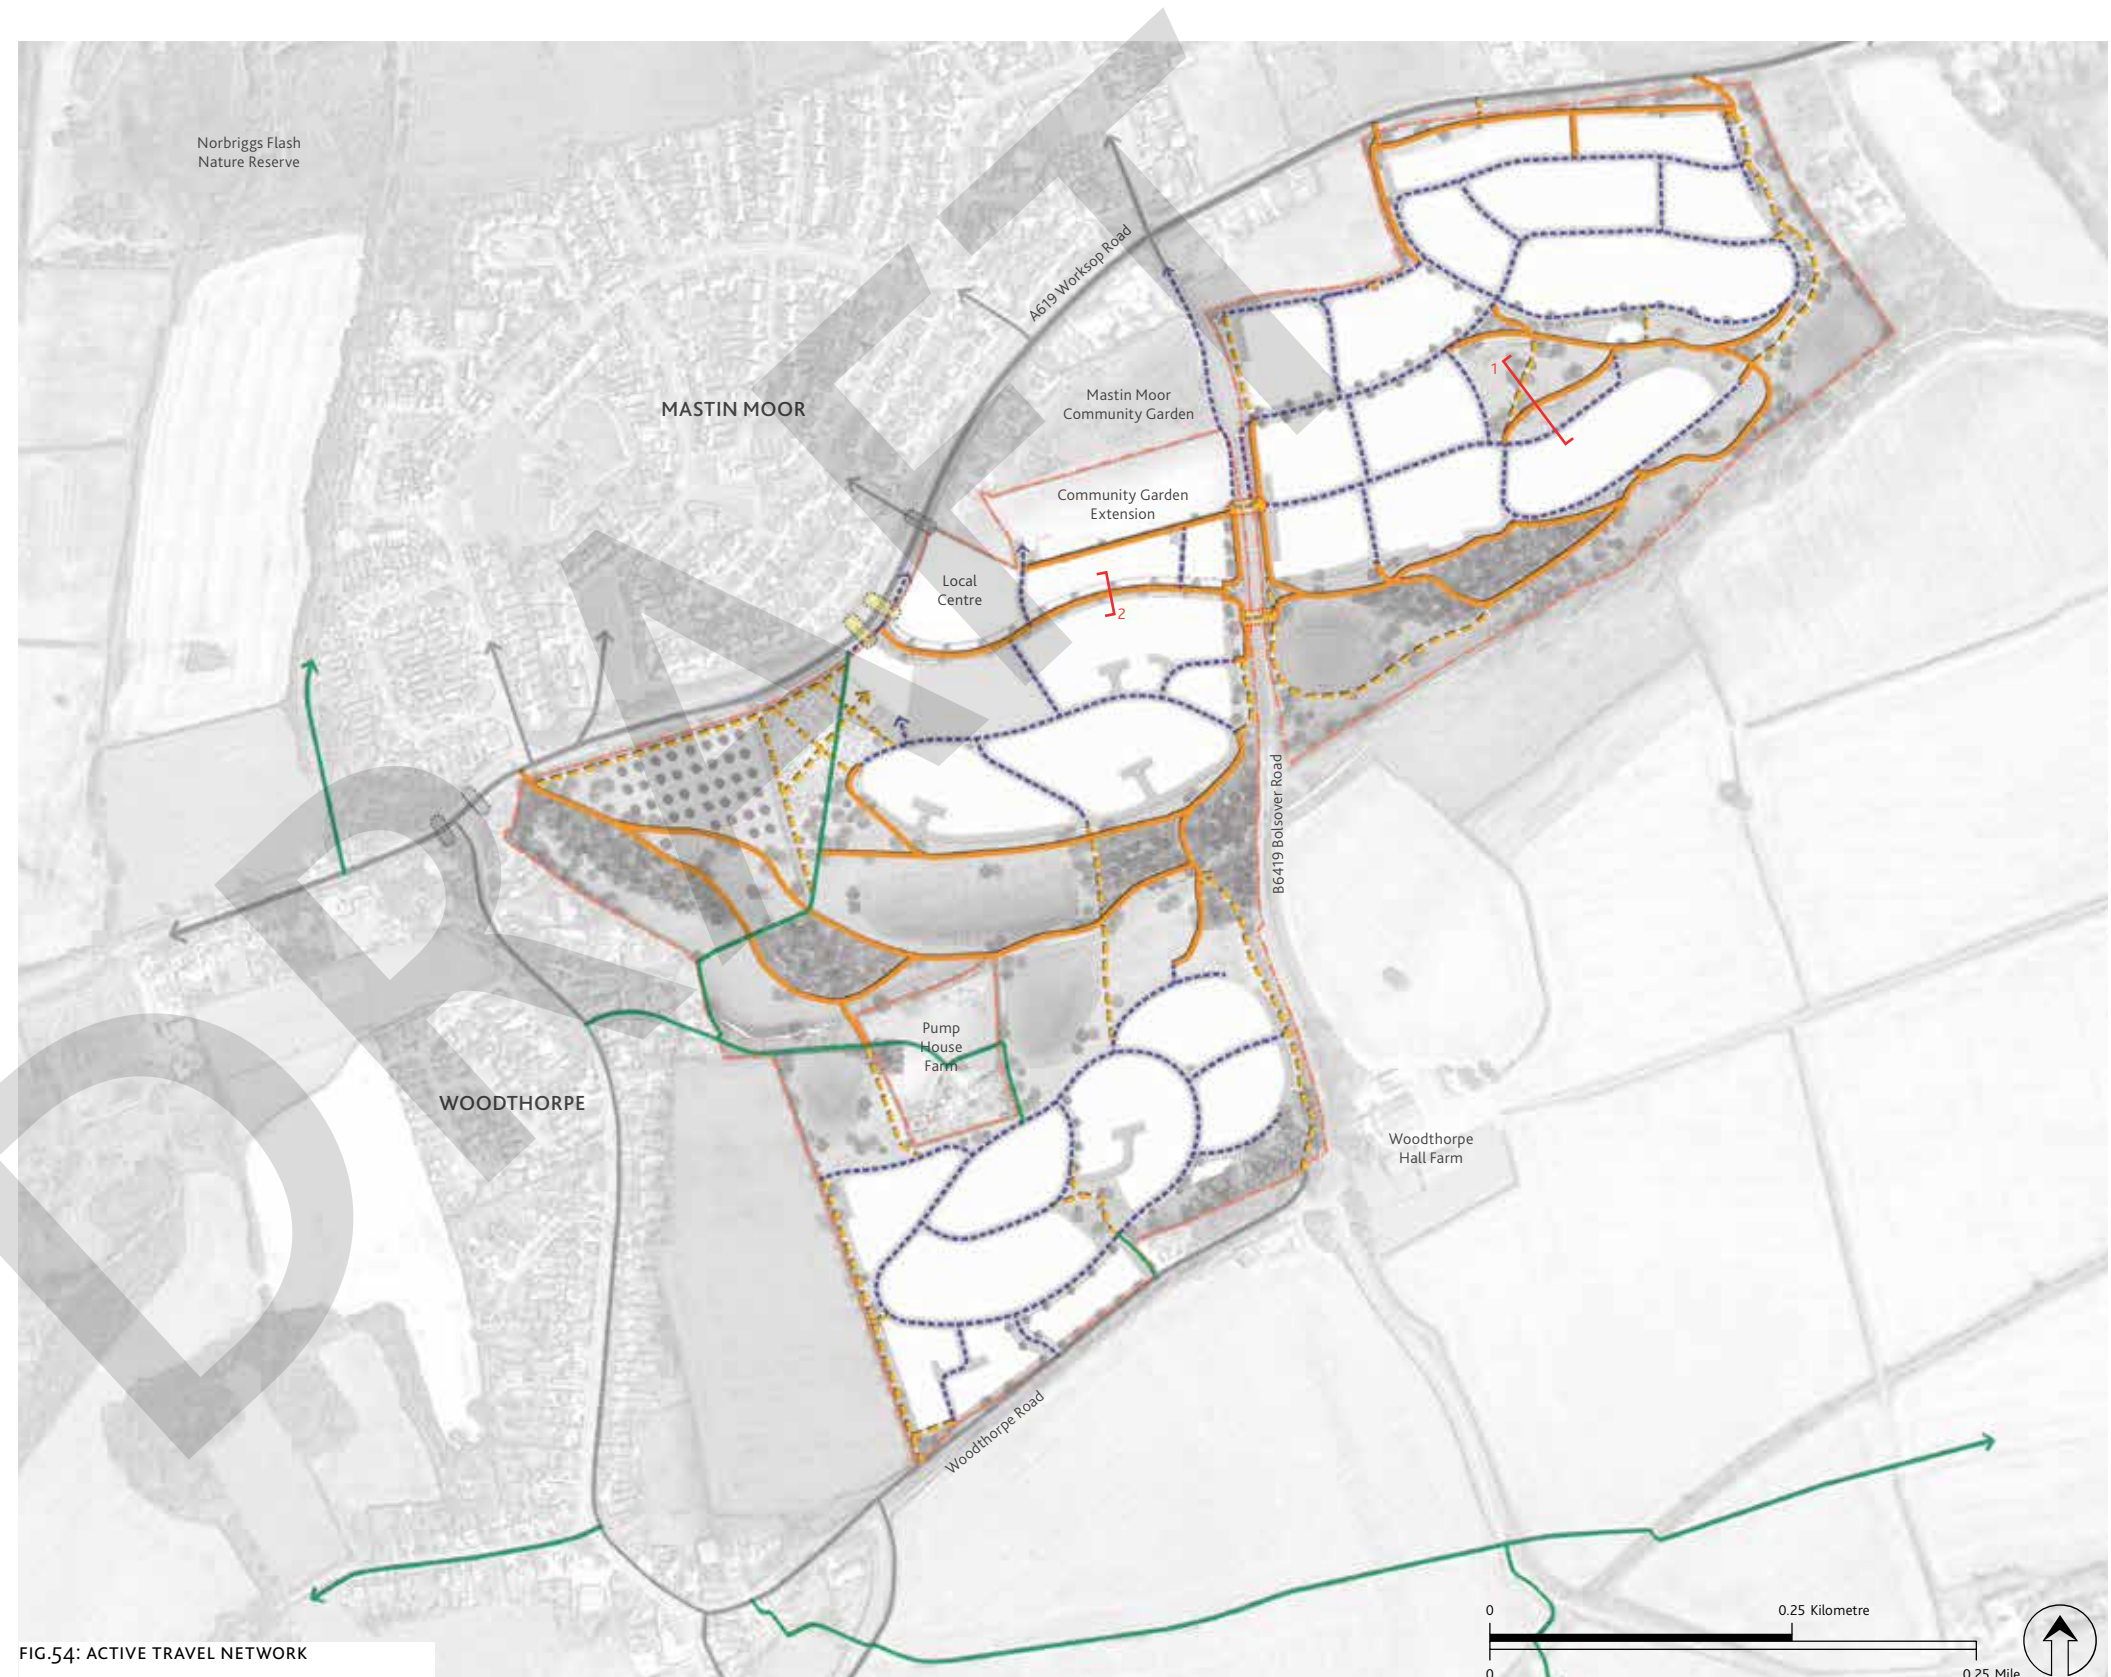 Norbriggs Flash
Nature Reserve
A619 Worksop Road
MASTIN MOOR
Mastin Moor
Community Garden
1
Community Garden
Extension
Local
Centre
2
B6419 Bolsover Road
Pump
House
Farm
WOODTHORPE
Woodthorpe
Hall Farm
Woodthorpe Road
DRAFT
0 0.25 Kilometre
0 0.25 Mile
FIG.54: ACTIVE TRAVEL NETWORK